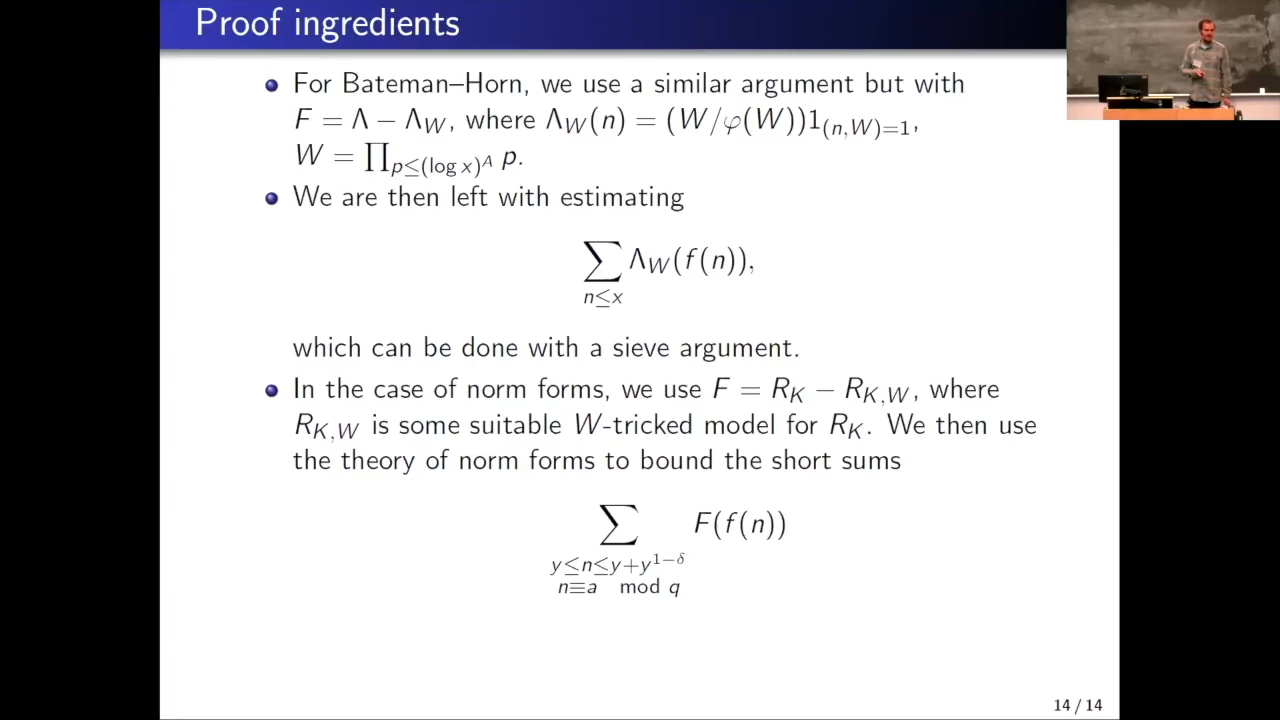 Proof ingredients
For Bateman–Horn, we use a similar argument but with
F = Λ − Λ_W, where Λ_W(n) = (W/φ(W))1_{(n,W)=1},
W = ∏_{p≤(log x)^A} p.
We are then left with estimating
∑_{n≤x} Λ_W(f(n)),
which can be done with a sieve argument.
In the case of norm forms, we use F = R_K − R_{K,W}, where
R_{K,W} is some suitable W-tricked model for R_K. We then use
the theory of norm forms to bound the short sums
∑_{y≤n≤y+y^{1−δ}, n≡a mod q} F(f(n))
14 / 14